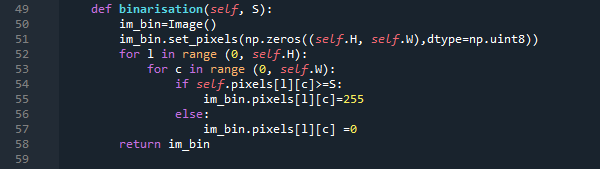 49 def binarisation(self, S):
50 im_bin=Image()
51 im_bin.set_pixels(np.zeros((self.H, self.W),dtype=np.uint8))
52 for l in range (0, self.H):
53 for c in range (0, self.W):
54 if self.pixels[l][c]>=S:
55 im_bin.pixels[l][c]=255
56 else:
57 im_bin.pixels[l][c] =0
58 return im_bin
59